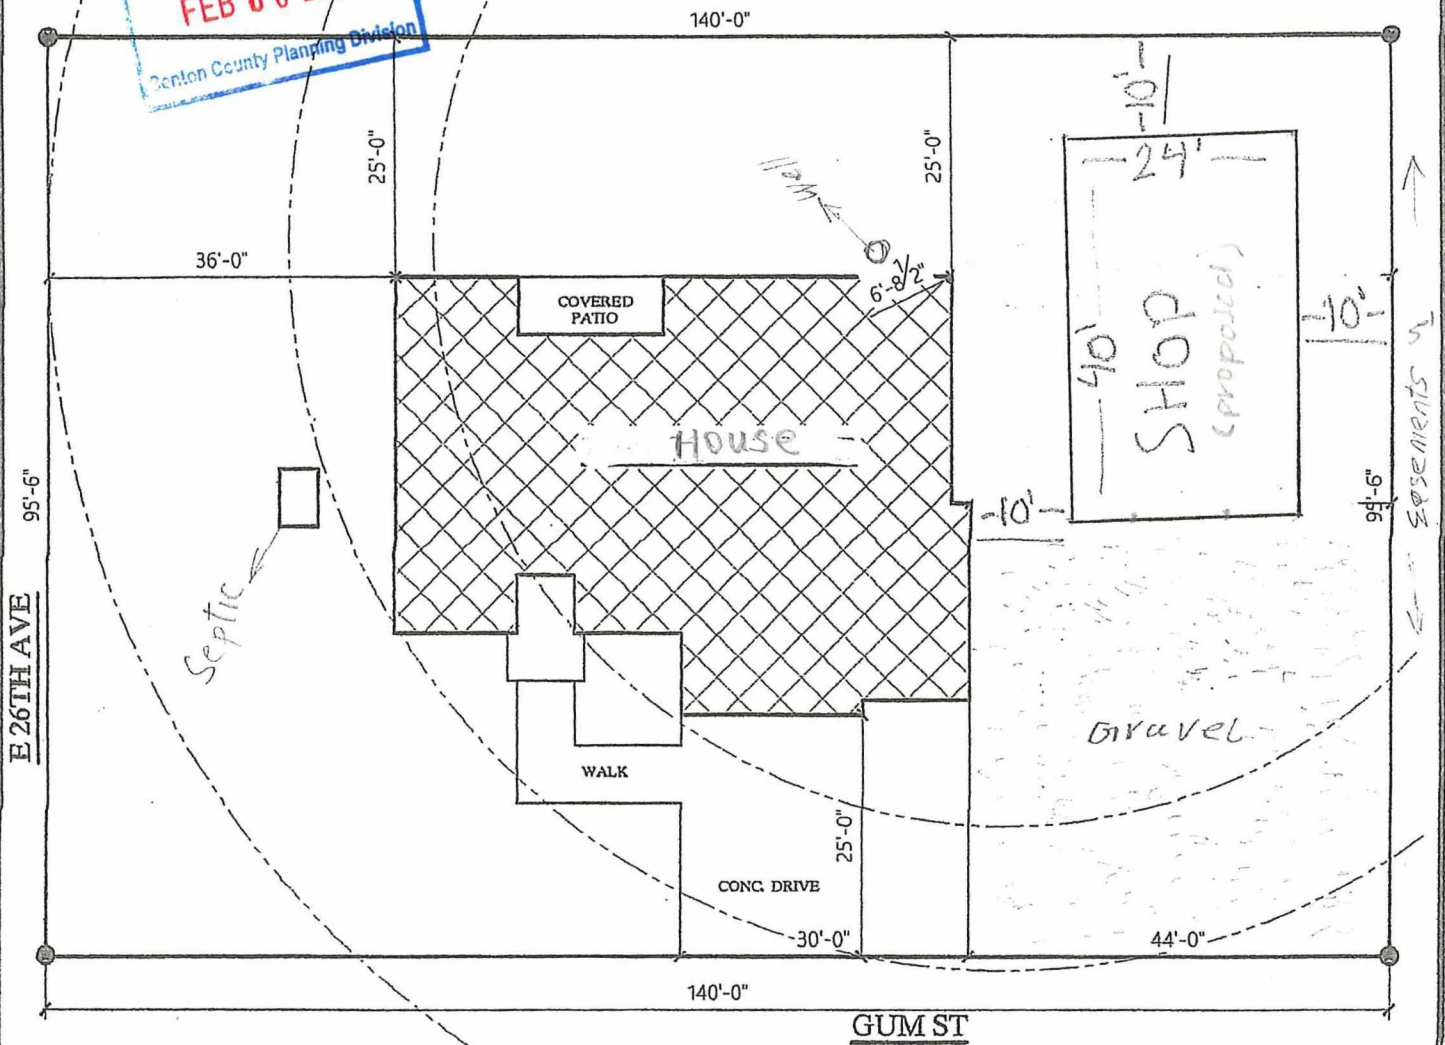 FEB 0
Benton County Planning Division
140'-0"
25'-0"
25'-0"
-10'-
-24'-
Well
36'-0"
6'-8 1/2"
COVERED
PATIO
40'
SHOP
(proposed)
-10'-
HOUSE
95'-6"
-10'-
95'-6"
Septic
E 26TH AVE
Gravel
WALK
25'-0"
CONC. DRIVE
30'-0"
44'-0"
140'-0"
GUM ST